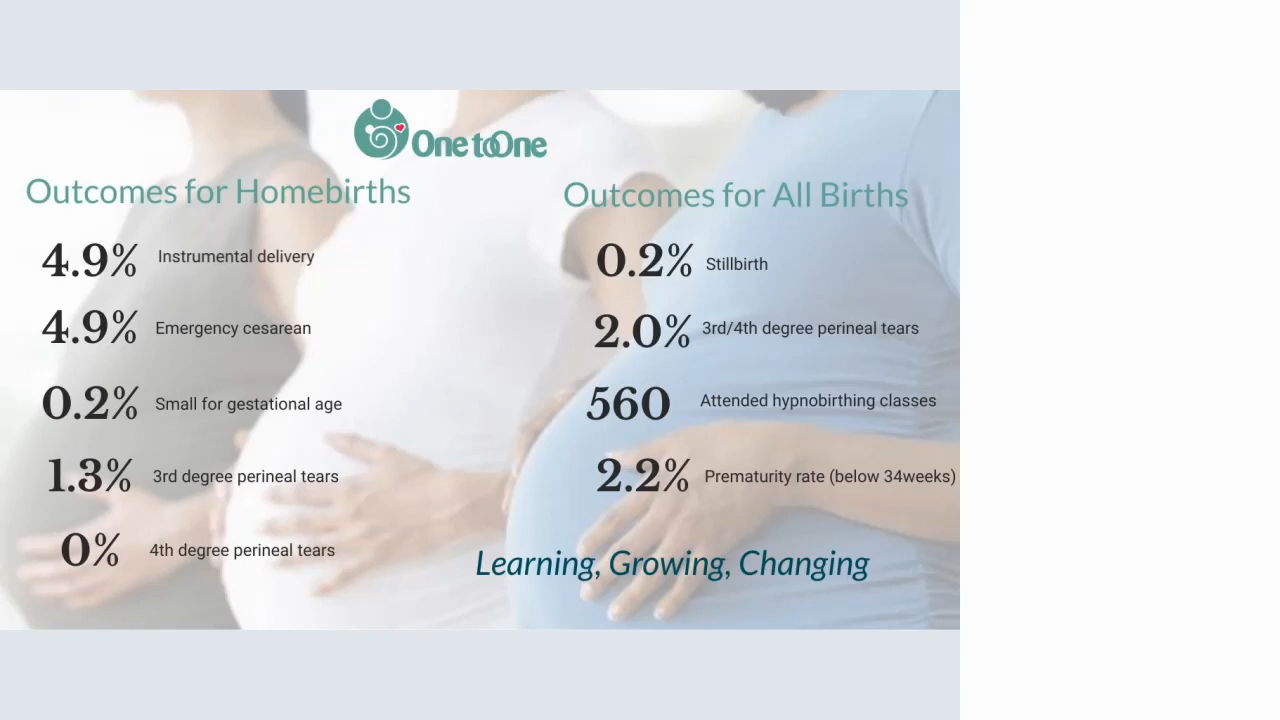 One to One
Outcomes for Homebirths
4.9% Instrumental delivery
4.9% Emergency cesarean
0.2% Small for gestational age
1.3% 3rd degree perineal tears
0% 4th degree perineal tears
Outcomes for All Births
0.2% Stillbirth
2.0% 3rd/4th degree perineal tears
560 Attended hypnobirthing classes
2.2% Prematurity rate (below 34weeks)
Learning, Growing, Changing